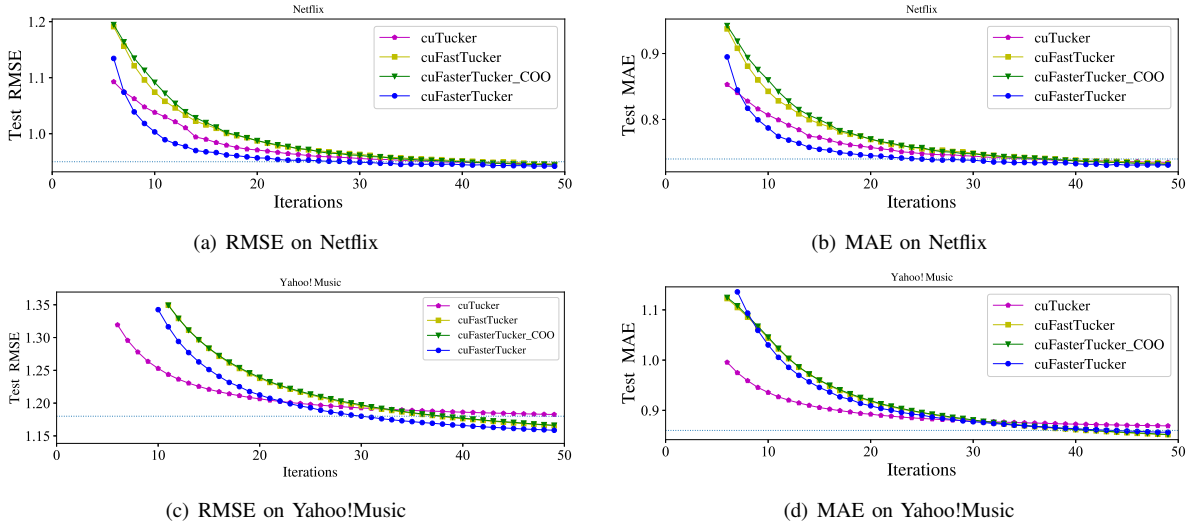 Netflix
1.2
1.1
1.0
Test RMSE
cuTucker
cuFastTucker
cuFasterTucker_COO
cuFasterTucker
0 10 20 30 40 50
Iterations
(a) RMSE on Netflix
Netflix
0.9
0.8
Test MAE
cuTucker
cuFastTucker
cuFasterTucker_COO
cuFasterTucker
0 10 20 30 40 50
Iterations
(b) MAE on Netflix
Yahoo! Music
1.35
1.30
1.25
1.20
1.15
Test RMSE
cuTucker
cuFastTucker
cuFasterTucker_COO
cuFasterTucker
0 10 20 30 40 50
Iterations
(c) RMSE on Yahoo!Music
Yahoo! Music
1.1
1.0
0.9
Test MAE
cuTucker
cuFastTucker
cuFasterTucker_COO
cuFasterTucker
0 10 20 30 40 50
Iterations
(d) MAE on Yahoo!Music